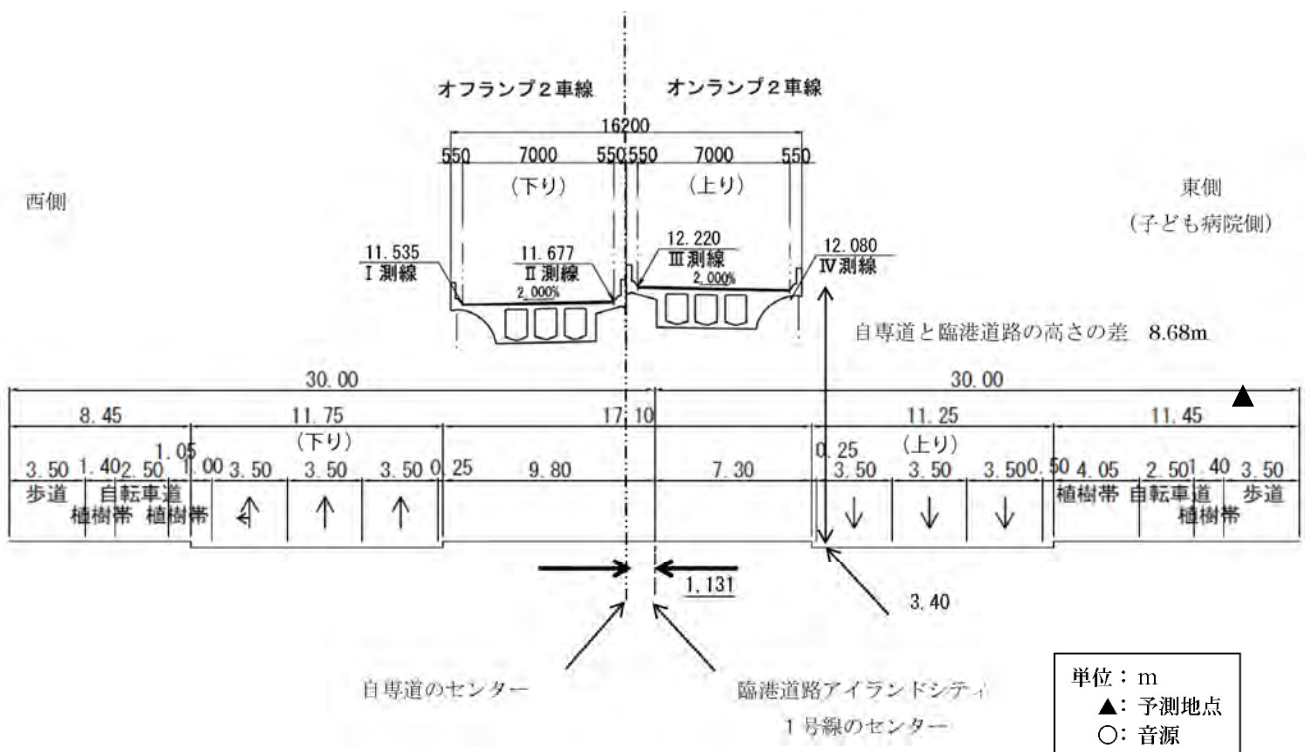 オフランプ2車線
オンランプ2車線
16200
550 7000 550 550 7000 550
(下り) (上り)
西側
東側
(子ども病院側)
11.535
Ⅰ測線
11.677
Ⅱ測線
2.000%
12.220
Ⅲ測線
2.000%
12.080
Ⅳ測線
自専道と臨港道路の高さの差 8.68m
30.00 30.00
8.45 11.75 17.10 11.25 11.45
(下り) (上り)
1.05 0.25
3.50 1.40 2.50 1.00 3.50 3.50 3.50 0.25 9.80 7.30 3.50 3.50 3.50 0.50 4.05 2.50 1.40 3.50
歩道 自転車道 植樹帯 自転車道 歩道
植樹帯 植樹帯 植樹帯
1,131
3.40
自専道のセンター
臨港道路アイランドシティ
1号線のセンター
単位:m
▲:予測地点
○:音源